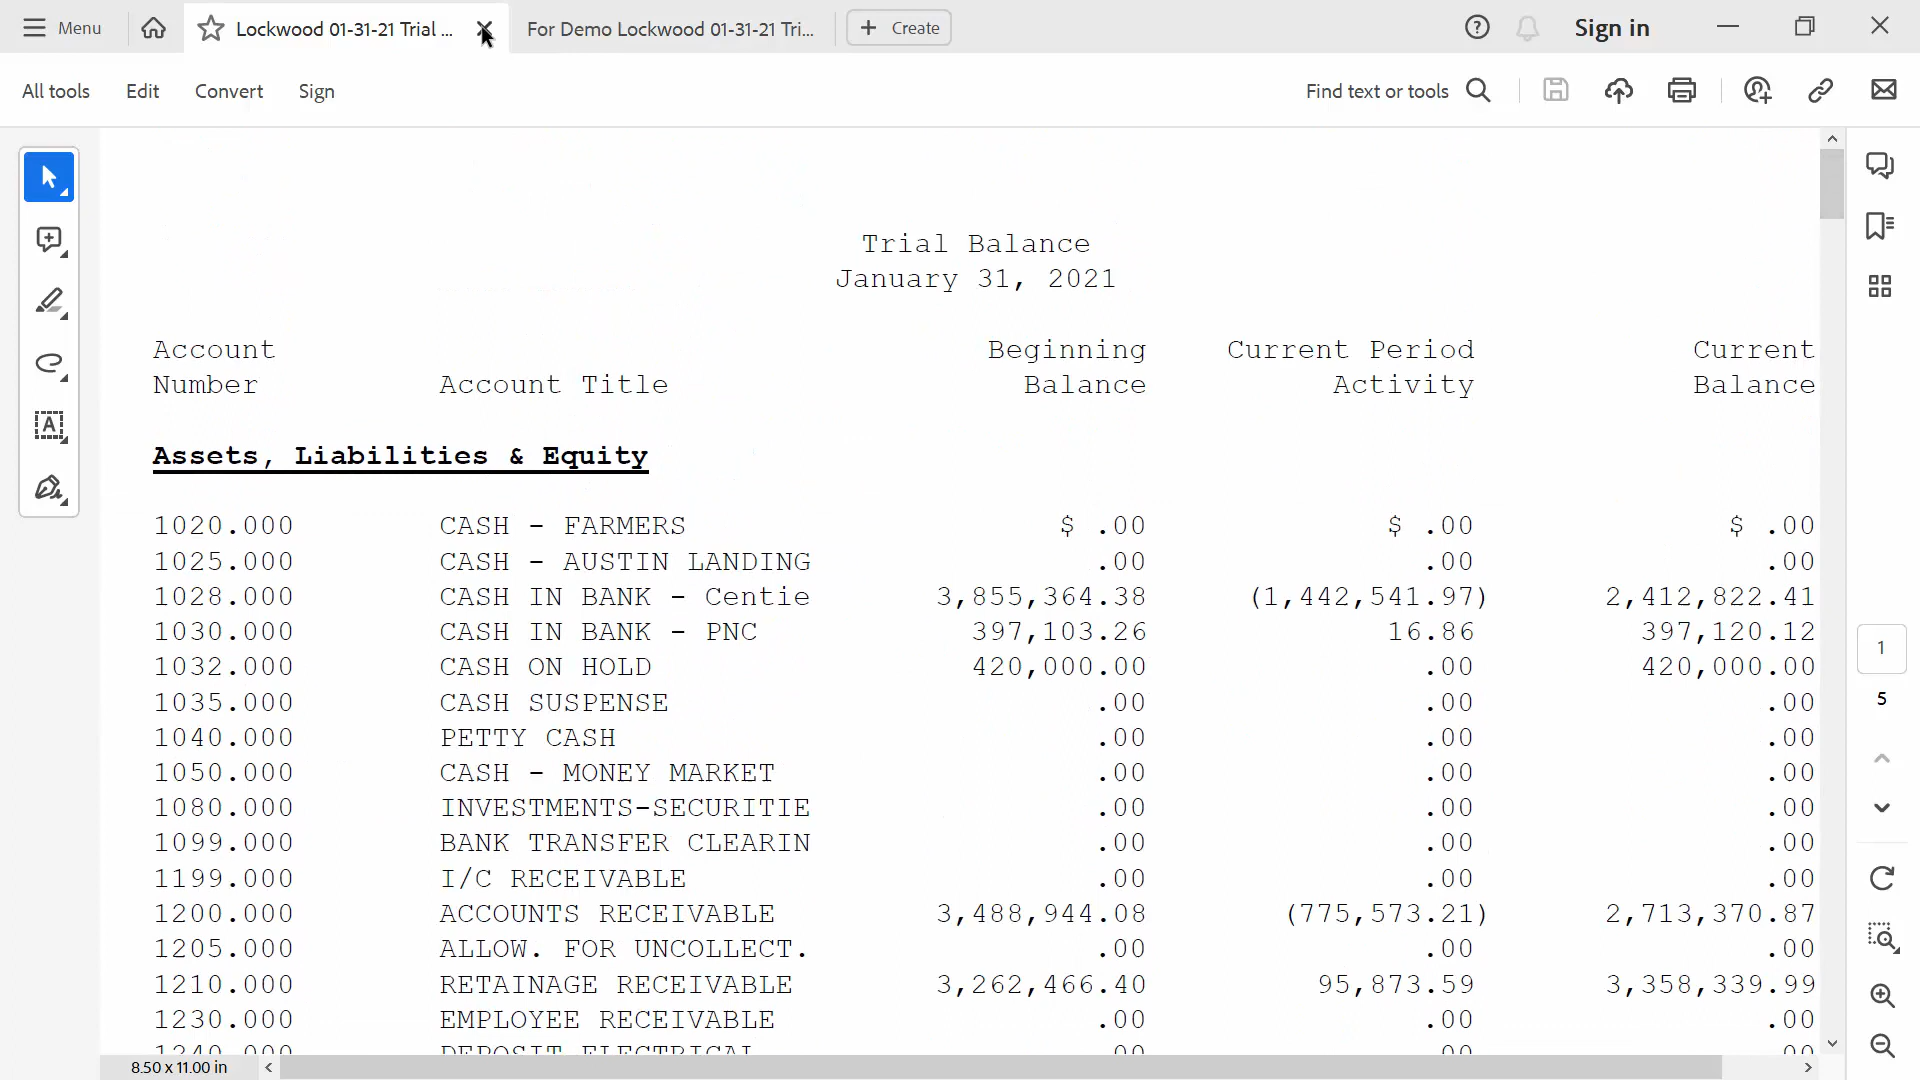 Menu
Lockwood 01-31-21 Trial ...
For Demo Lockwood 01-31-21 Tri...
Create
Sign in
All tools
Edit
Convert
Sign
Find text or tools
Trial Balance
January 31, 2021
Account Beginning Current Period Current
Number Account Title Balance Activity Balance
Assets, Liabilities & Equity
1020.000 CASH - FARMERS $ .00 $ .00 $ .00
1025.000 CASH - AUSTIN LANDING .00 .00 .00
1028.000 CASH IN BANK - Centie 3,855,364.38 (1,442,541.97) 2,412,822.41
1030.000 CASH IN BANK - PNC 397,103.26 16.86 397,120.12
1032.000 CASH ON HOLD 420,000.00 .00 420,000.00
1035.000 CASH SUSPENSE .00 .00 .00
1040.000 PETTY CASH .00 .00 .00
1050.000 CASH - MONEY MARKET .00 .00 .00
1080.000 INVESTMENTS-SECURITIE .00 .00 .00
1099.000 BANK TRANSFER CLEARIN .00 .00 .00
1199.000 I/C RECEIVABLE .00 .00 .00
1200.000 ACCOUNTS RECEIVABLE 3,488,944.08 (775,573.21) 2,713,370.87
1205.000 ALLOW. FOR UNCOLLECT. .00 .00 .00
1210.000 RETAINAGE RECEIVABLE 3,262,466.40 95,873.59 3,358,339.99
1230.000 EMPLOYEE RECEIVABLE .00 .00 .00
1240.000 DEPOSIT ELECTRICAL .00 .00 .00
1
5
8.50 x 11.00 in